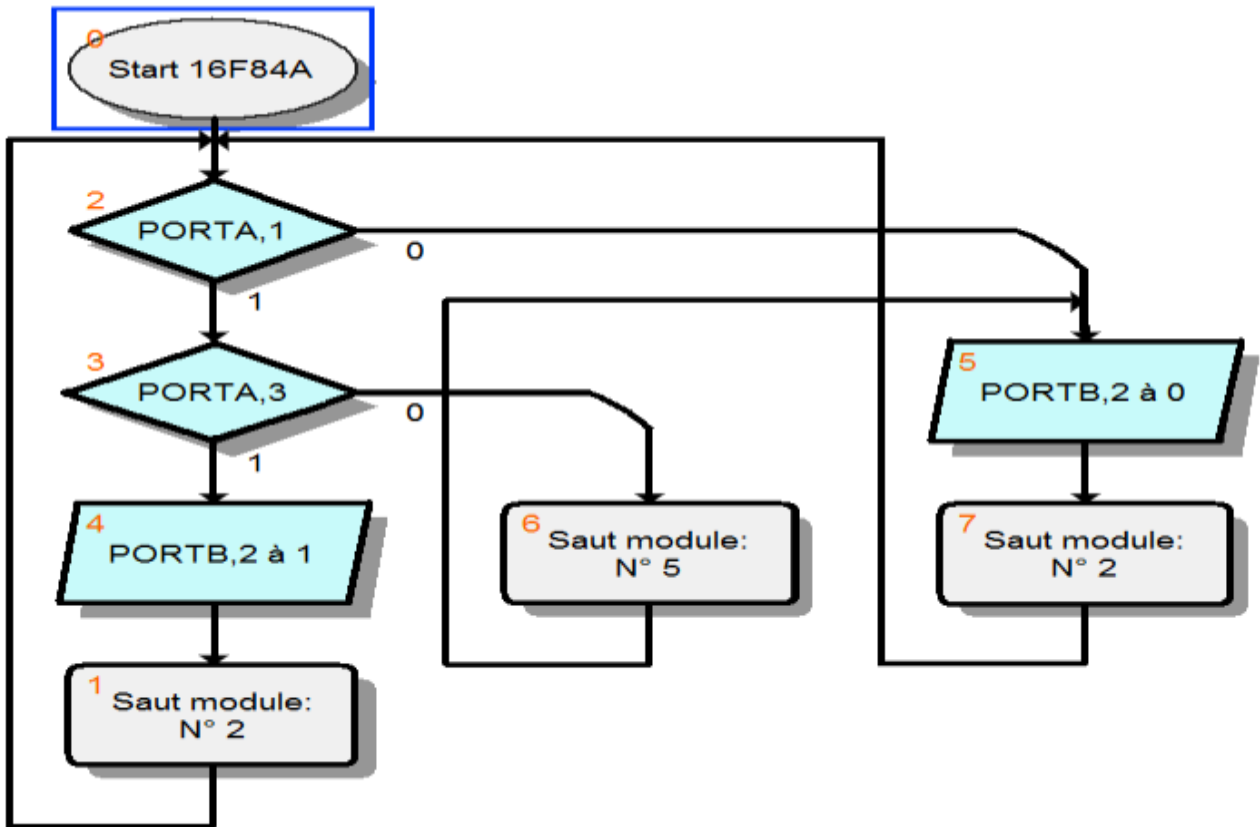 0
Start 16F84A
2
PORTA,1
0
1
3
PORTA,3
0
1
5
PORTB,2 à 0
4
PORTB,2 à 1
6
Saut module:
N° 5
7
Saut module:
N° 2
1
Saut module:
N° 2